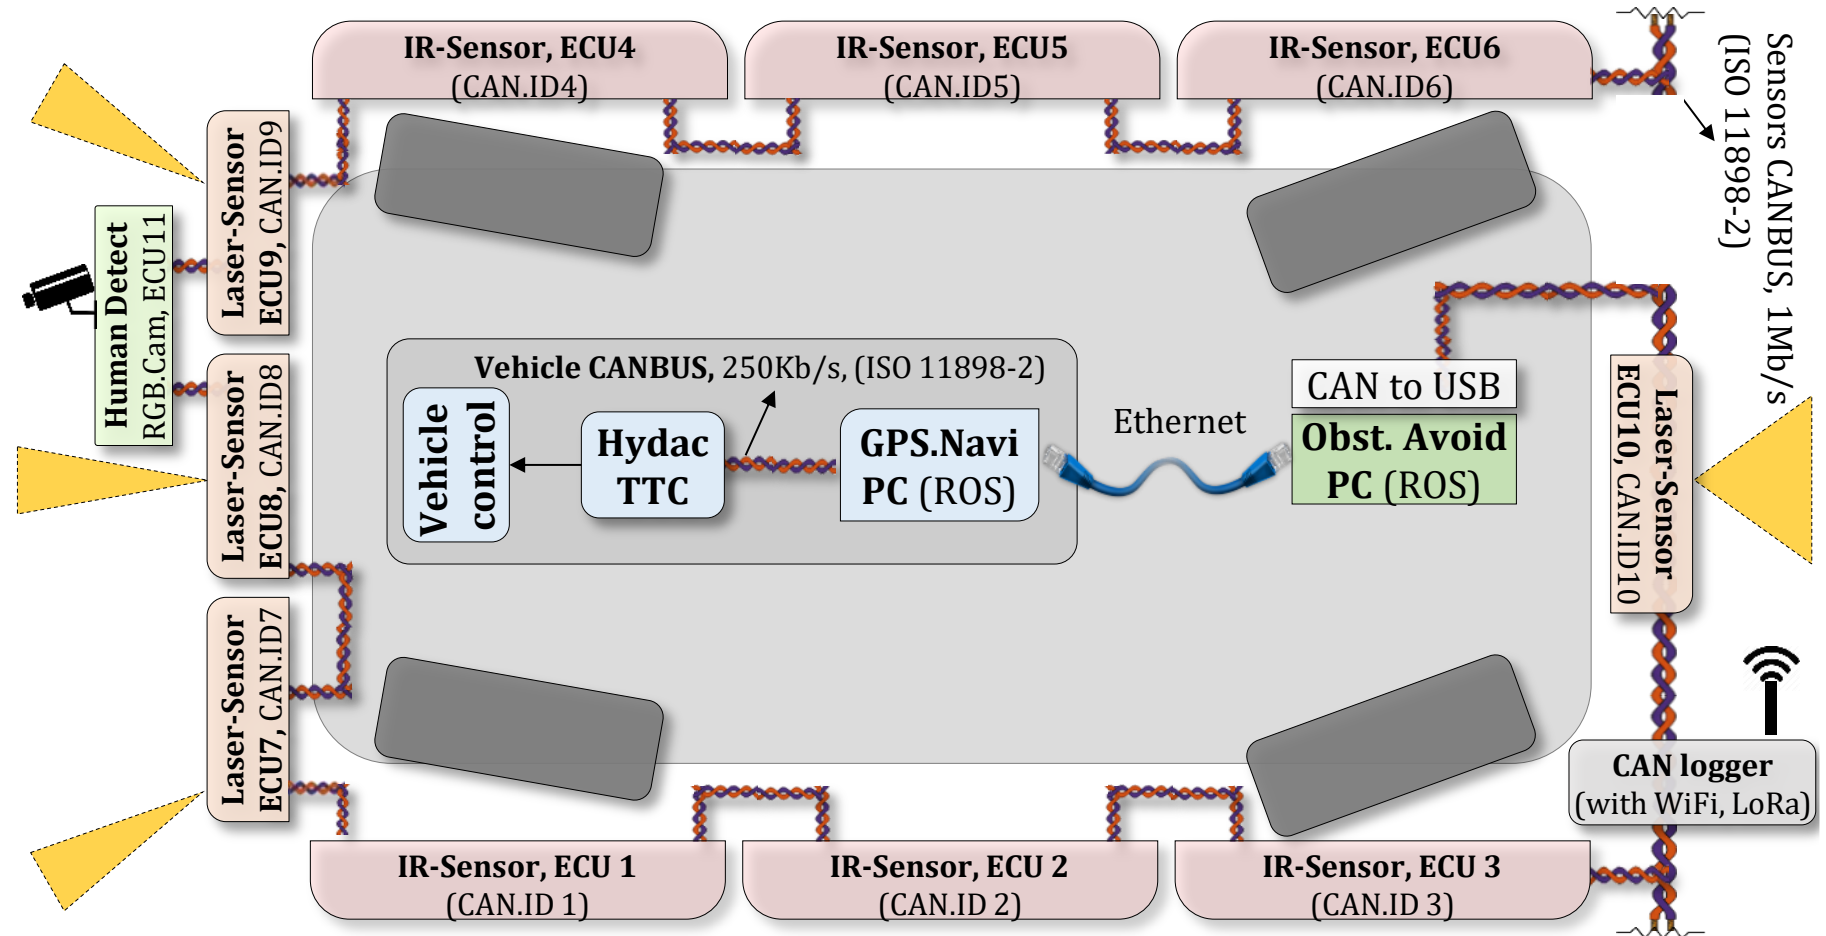 IR-Sensor, ECU4
(CAN.ID4)
IR-Sensor, ECU5
(CAN.ID5)
IR-Sensor, ECU6
(CAN.ID6)
Sensors CANBUS, 1Mb/s
(ISO 11898-2)
Laser-Sensor
ECU9, CAN.ID9
Human Detect
RGB.Cam, ECU11
Laser-Sensor
ECU8, CAN.ID8
Laser-Sensor
ECU7, CAN.ID7
Vehicle CANBUS, 250Kb/s, (ISO 11898-2)
Vehicle
control
Hydac
TTC
GPS.Navi
PC (ROS)
Ethernet
CAN to USB
Obst. Avoid
PC (ROS)
Laser-Sensor
ECU10, CAN.ID10
CAN logger
(with WiFi, LoRa)
IR-Sensor, ECU 1
(CAN.ID 1)
IR-Sensor, ECU 2
(CAN.ID 2)
IR-Sensor, ECU 3
(CAN.ID 3)